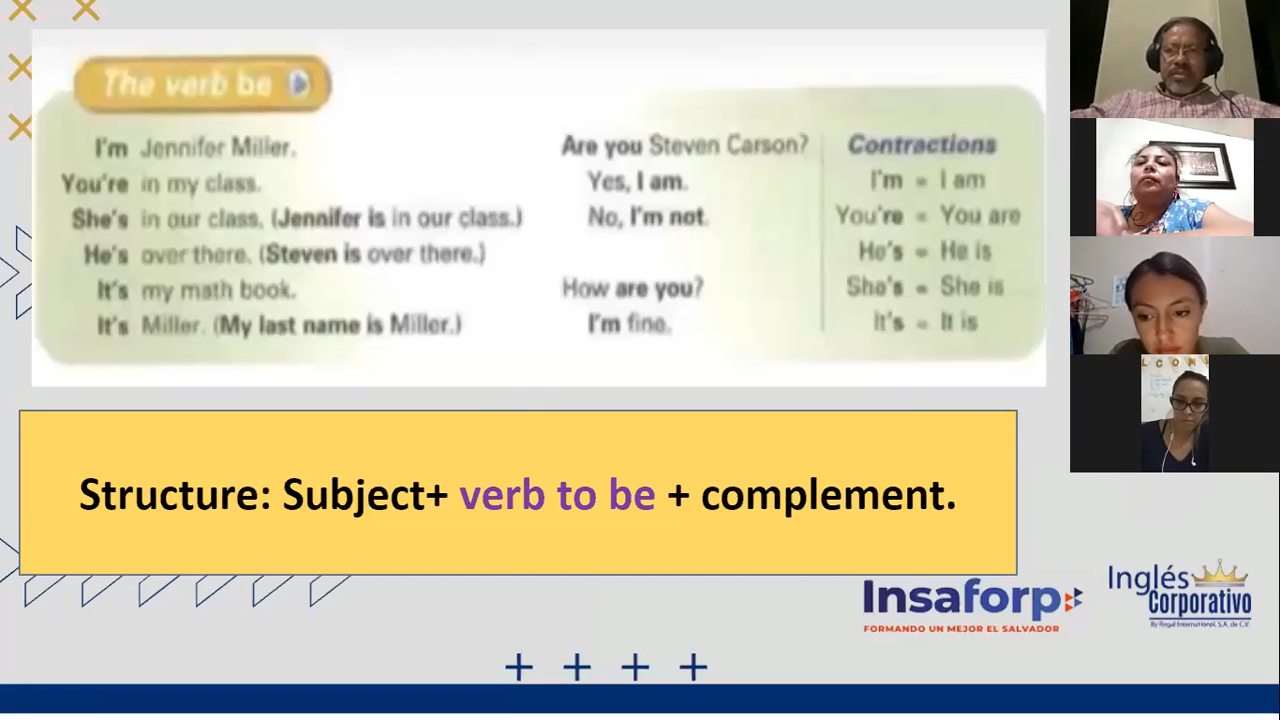 The verb be
I'm Jennifer Miller.
You're in my class.
She's in our class. (Jennifer is in our class.)
He's over there. (Steven is over there.)
It's my math book.
It's Miller. (My last name is Miller.)
Are you Steven Carson?
Yes, I am.
No, I'm not.
How are you?
I'm fine.
Contractions
I'm = I am
You're = You are
He's = He is
She's = She is
It's = It is
Structure: Subject+ verb to be + complement.
Insaforp
FORMANDO UN MEJOR EL SALVADOR
Inglés
Corporativo
By Regal International, S.A. de C.V.